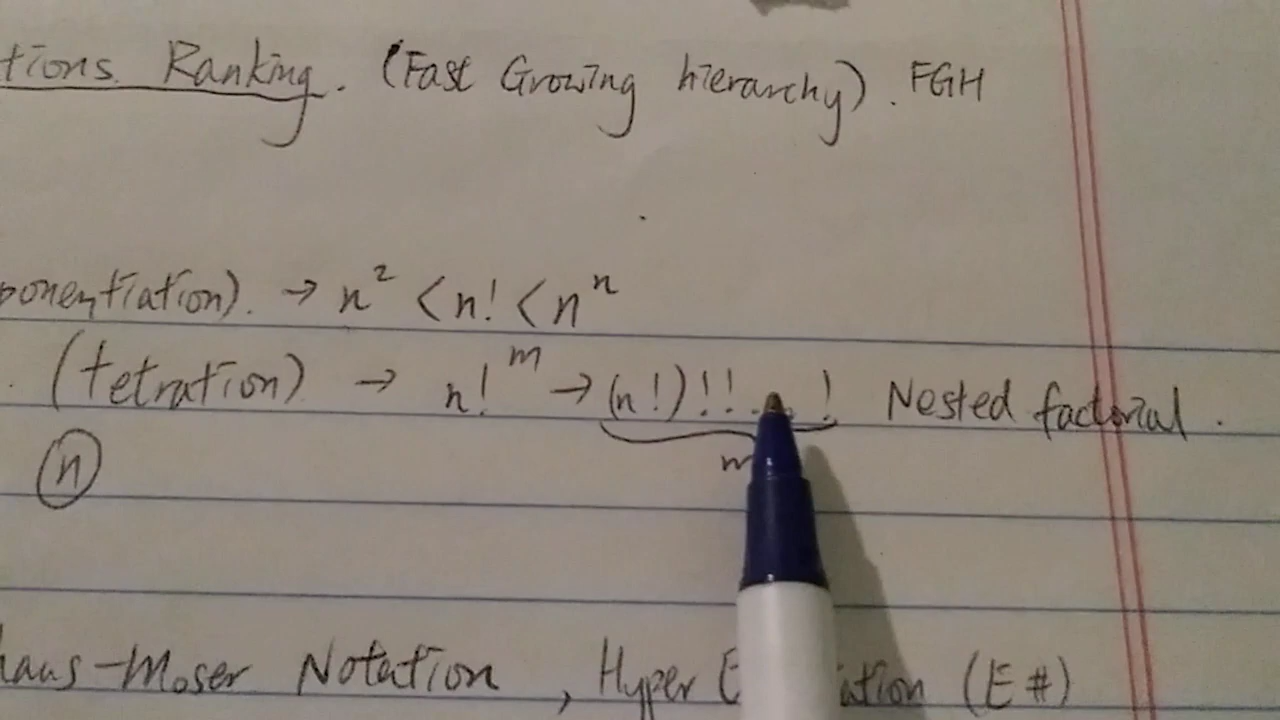 tions Ranking. (Fast Growing hierarchy). FGH
ponentiation). → n² < n! < nⁿ
. (tetration) → n!ᵐ → (n!)!!...! Nested factorial.
n
haus-Moser Notation, Hyper E ation (E#)